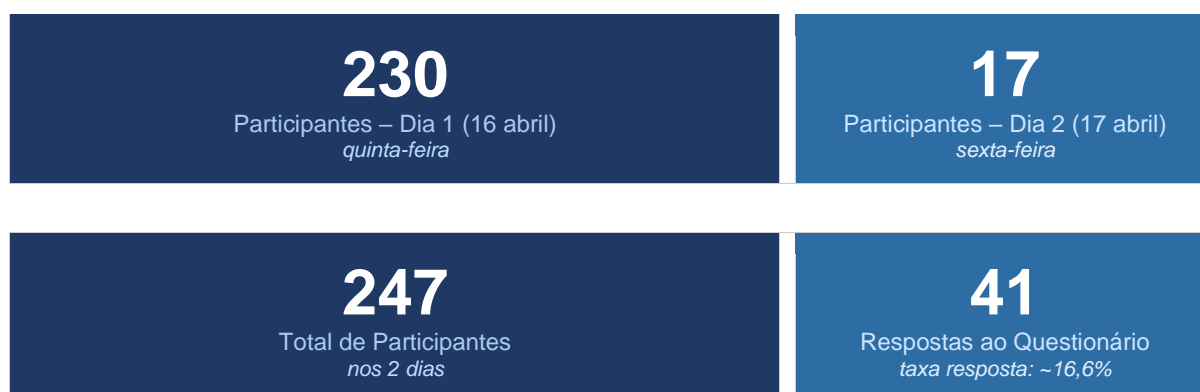 230
Participantes – Dia 1 (16 abril)
quinta-feira
17
Participantes – Dia 2 (17 abril)
sexta-feira
247
Total de Participantes
nos 2 dias
41
Respostas ao Questionário
taxa resposta: ~16,6%